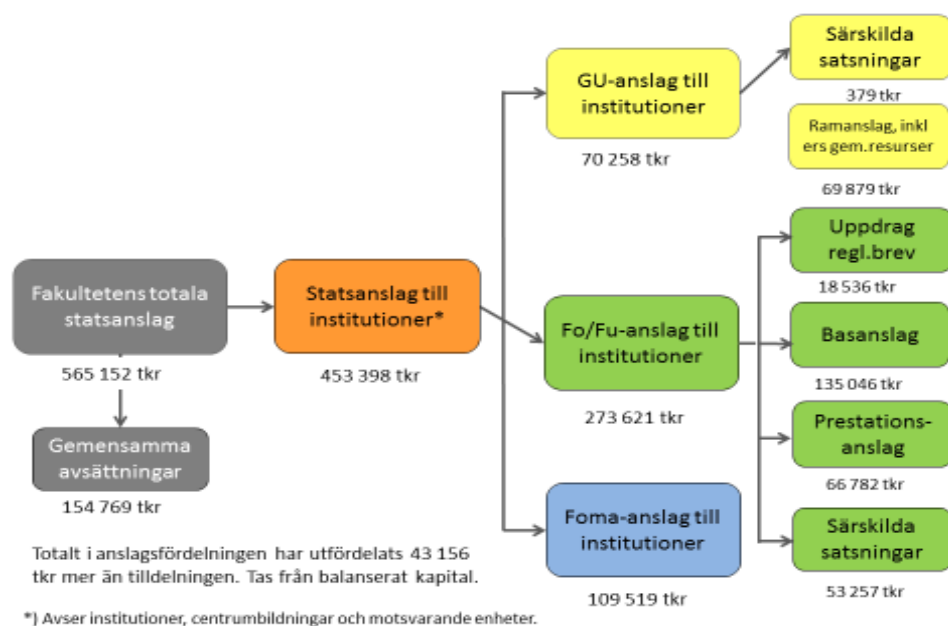 Fakultetens totala
statsanslag
565 152 tkr
Gemensamma
avsättningar
154 769 tkr
Statsanslag till
institutioner*
453 398 tkr
GU-anslag till
institutioner
70 258 tkr
Särskilda
satsningar
379 tkr
Ramanslag, inkl
ers gem.resurser
69 879 tkr
Fo/Fu-anslag till
institutioner
273 621 tkr
Uppdrag
regl.brev
18 536 tkr
Basanslag
135 046 tkr
Prestations-
anslag
66 782 tkr
Särskilda
satsningar
53 257 tkr
Foma-anslag till
institutioner
109 519 tkr
Totalt i anslagsfördelningen har utfördelats 43 156
tkr mer än tilldelningen. Tas från balanserat kapital.
*) Avser institutioner, centrumbildningar och motsvarande enheter.